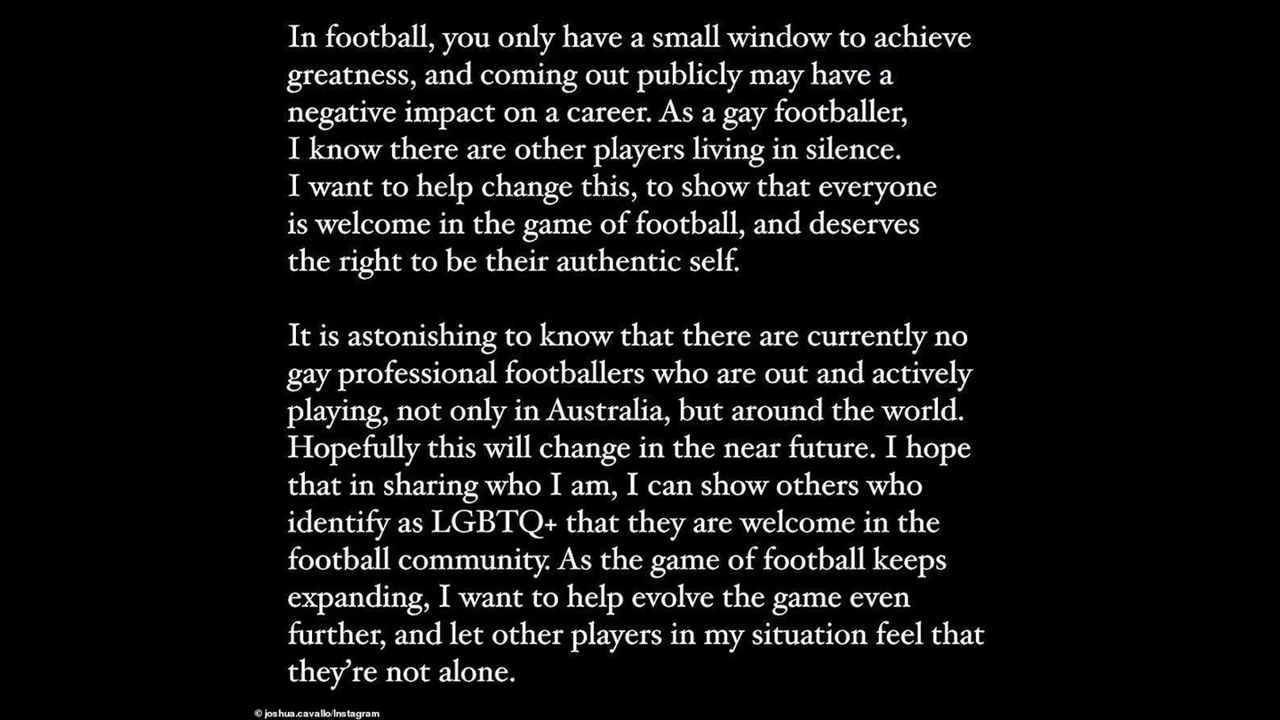 In football, you only have a small window to achieve
greatness, and coming out publicly may have a
negative impact on a career. As a gay footballer,
I know there are other players living in silence.
I want to help change this, to show that everyone
is welcome in the game of football, and deserves
the right to be their authentic self.
It is astonishing to know that there are currently no
gay professional footballers who are out and actively
playing, not only in Australia, but around the world.
Hopefully this will change in the near future. I hope
that in sharing who I am, I can show others who
identify as LGBTQ+ that they are welcome in the
football community. As the game of football keeps
expanding, I want to help evolve the game even
further, and let other players in my situation feel that
they’re not alone.
© joshua.cavallo/Instagram